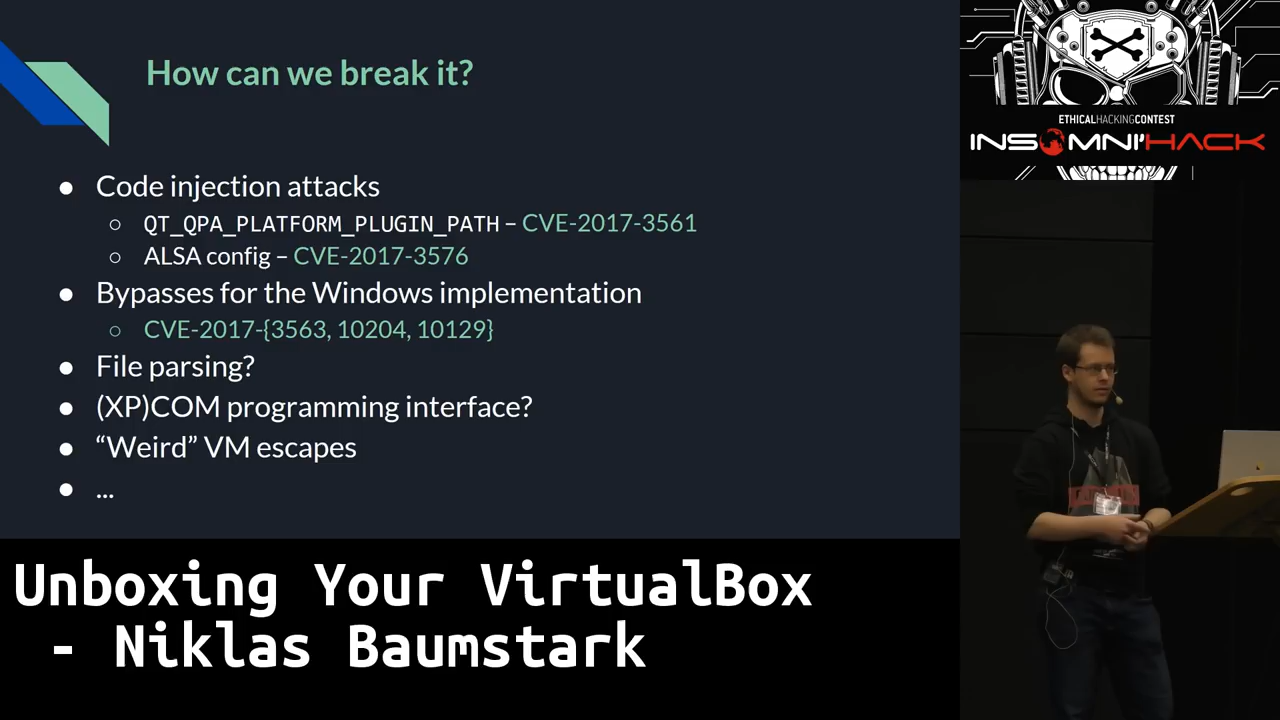 How can we break it?
● Code injection attacks
○ QT_QPA_PLATFORM_PLUGIN_PATH – CVE-2017-3561
○ ALSA config – CVE-2017-3576
● Bypasses for the Windows implementation
○ CVE-2017-{3563, 10204, 10129}
● File parsing?
● (XP)COM programming interface?
● “Weird” VM escapes
● ...
ETHICALHACKINGCONTEST
INSOMNI'HACK
Unboxing Your VirtualBox
- Niklas Baumstark